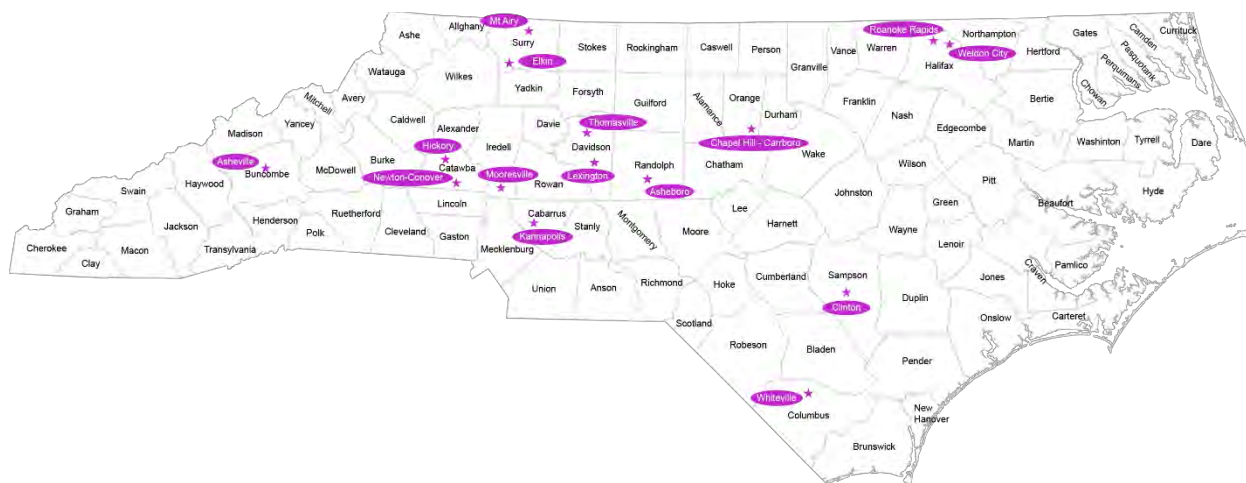 Mt Airy
Roanoke Rapids
Weldon City
Elkin
Ashe
Allghany
Surry
Stokes
Rockingham
Caswell
Person
Granville
Vance
Warren
Northampton
Halifax
Hertford
Gates
Camden
Currituck
Pasquotank
Perquimans
Chowan
Watauga
Wilkes
Yadkin
Forsyth
Guilford
Alamance
Orange
Durham
Franklin
Nash
Edgecombe
Bertie
Mitchell
Avery
Caldwell
Alexander
Davie
Thomasville
Chapel Hill - Carrboro
Madison
Yancey
Hickory
Iredell
Davidson
Wake
Martin
Washinton
Tyrrell
Dare
Asheville
Buncombe
McDowell
Burke
Catawba
Newton-Conover
Mooresville
Rowan
Lexington
Randolph
Asheboro
Chatham
Wilson
Pitt
Beaufort
Hyde
Swain
Haywood
Graham
Jackson
Henderson
Polk
Ruetherford
Cleveland
Lincoln
Gaston
Cabarrus
Kannapolis
Stanly
Montgomery
Moore
Lee
Harnett
Johnston
Green
Wayne
Lenoir
Craven
Pamlico
Cherokee
Clay
Macon
Transylvania
Mecklenburg
Union
Anson
Richmond
Hoke
Scotland
Cumberland
Sampson
Clinton
Duplin
Jones
Onslow
Carteret
Robeson
Bladen
Pender
Whiteville
Columbus
New
Hanover
Brunswick